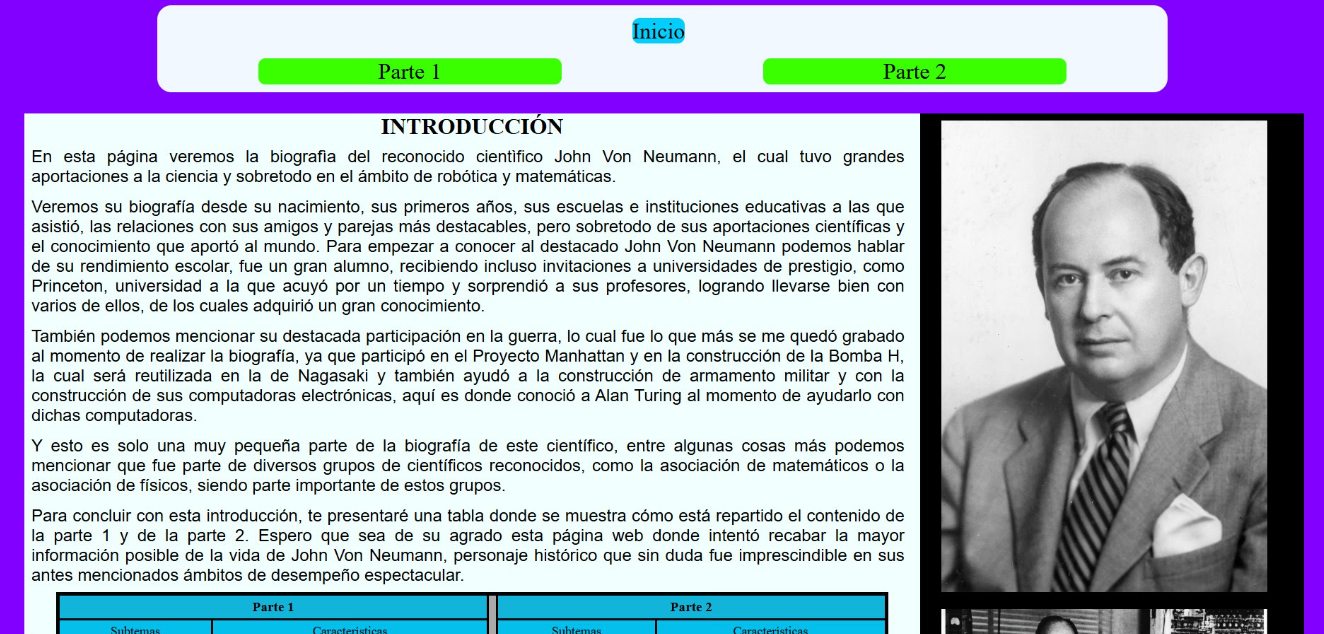 Inicio
Parte 1
Parte 2
INTRODUCCIÓN
En esta página veremos la biografia del reconocido cientìfico John Von Neumann, el cual tuvo grandes
aportaciones a la ciencia y sobretodo en el ámbito de robótica y matemáticas.
Veremos su biografía desde su nacimiento, sus primeros años, sus escuelas e instituciones educativas a las que
asistió, las relaciones con sus amigos y parejas más destacables, pero sobretodo de sus aportaciones científicas y
el conocimiento que aportó al mundo. Para empezar a conocer al destacado John Von Neumann podemos hablar
de su rendimiento escolar, fue un gran alumno, recibiendo incluso invitaciones a universidades de prestigio, como
Princeton, universidad a la que acuyó por un tiempo y sorprendió a sus profesores, logrando llevarse bien con
varios de ellos, de los cuales adquirió un gran conocimiento.
También podemos mencionar su destacada participación en la guerra, lo cual fue lo que más se me quedó grabado
al momento de realizar la biografía, ya que participó en el Proyecto Manhattan y en la construcción de la Bomba H,
la cual será reutilizada en la de Nagasaki y también ayudó a la construcción de armamento militar y con la
construcción de sus computadoras electrónicas, aquí es donde conoció a Alan Turing al momento de ayudarlo con
dichas computadoras.
Y esto es solo una muy pequeña parte de la biografía de este científico, entre algunas cosas más podemos
mencionar que fue parte de diversos grupos de científicos reconocidos, como la asociación de matemáticos o la
asociación de físicos, siendo parte importante de estos grupos.
Para concluir con esta introducción, te presentaré una tabla donde se muestra cómo está repartido el contenido de
la parte 1 y de la parte 2. Espero que sea de su agrado esta página web donde intentó recabar la mayor
información posible de la vida de John Von Neumann, personaje histórico que sin duda fue imprescindible en sus
antes mencionados ámbitos de desempeño espectacular.
Parte 1
Parte 2
Subtemas
Caracteristicas
Subtemas
Caracteristicas